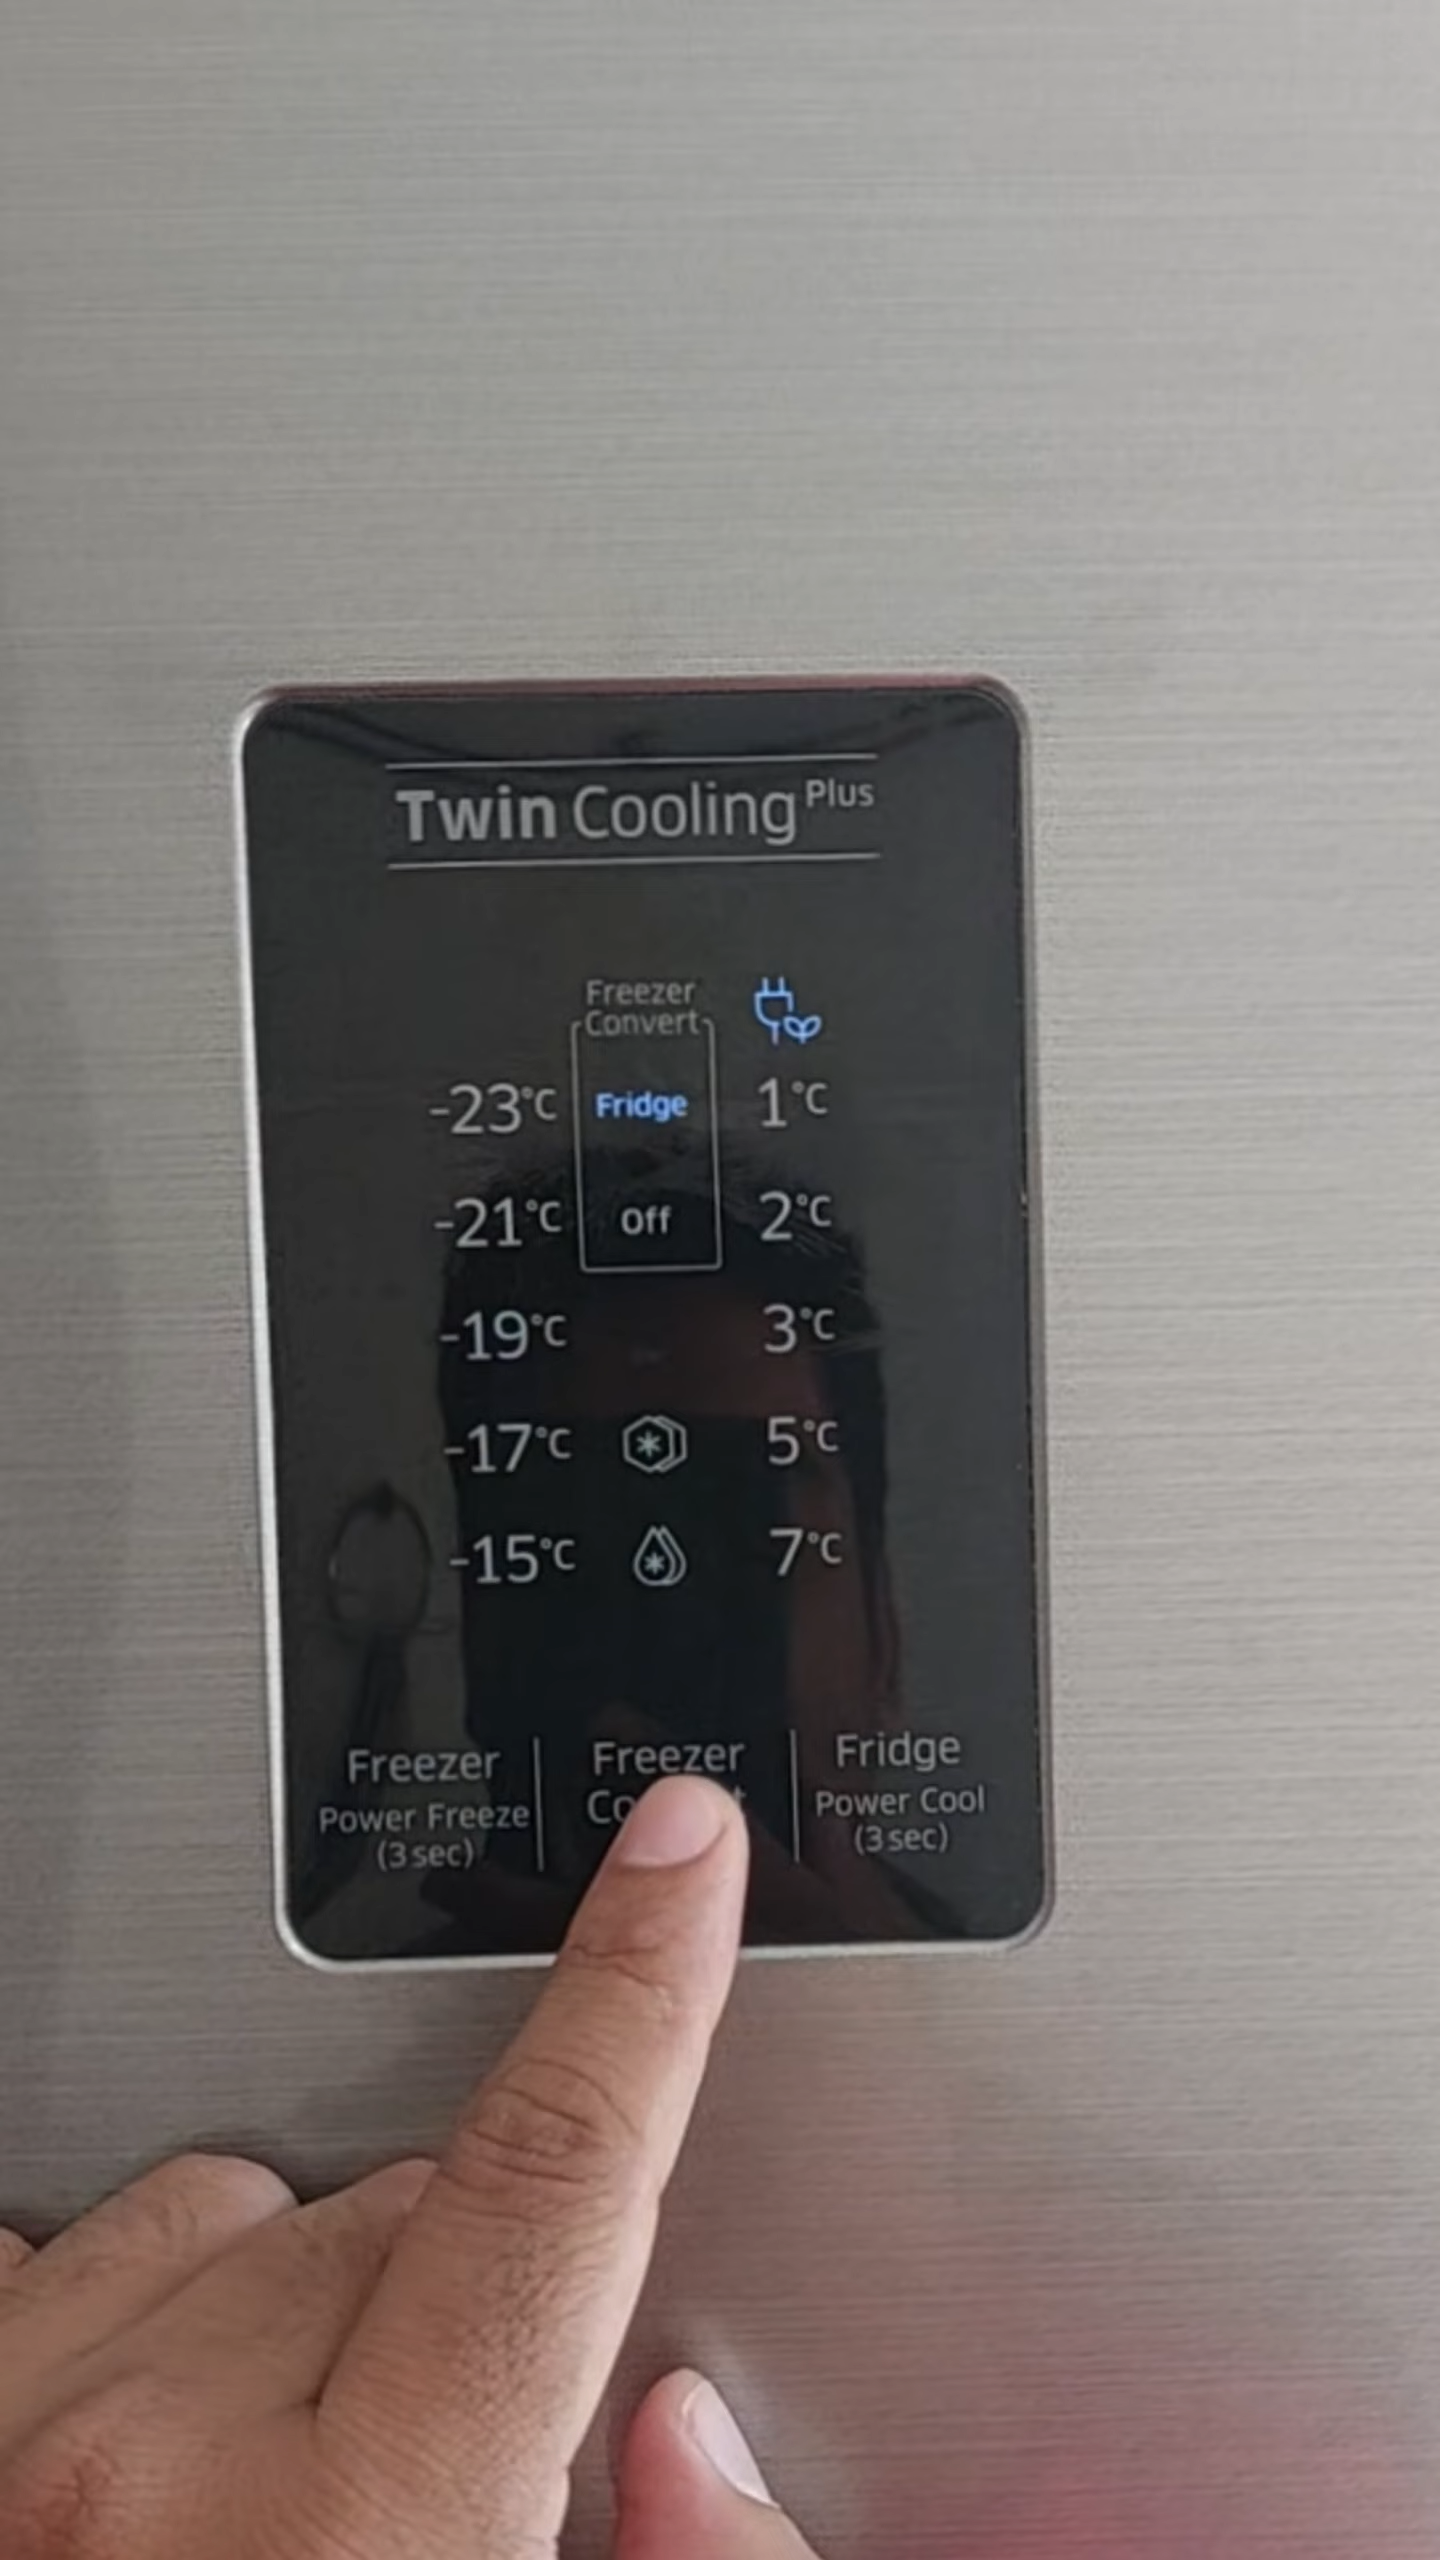 Twin Cooling Plus
Freezer
Convert
-23°C Fridge 1°C
-21°C Off 2°C
-19°C 3°C
-17°C 5°C
-15°C 7°C
Freezer
Power Freeze
(3 sec)
Freezer
Fridge
Power Cool
(3 sec)